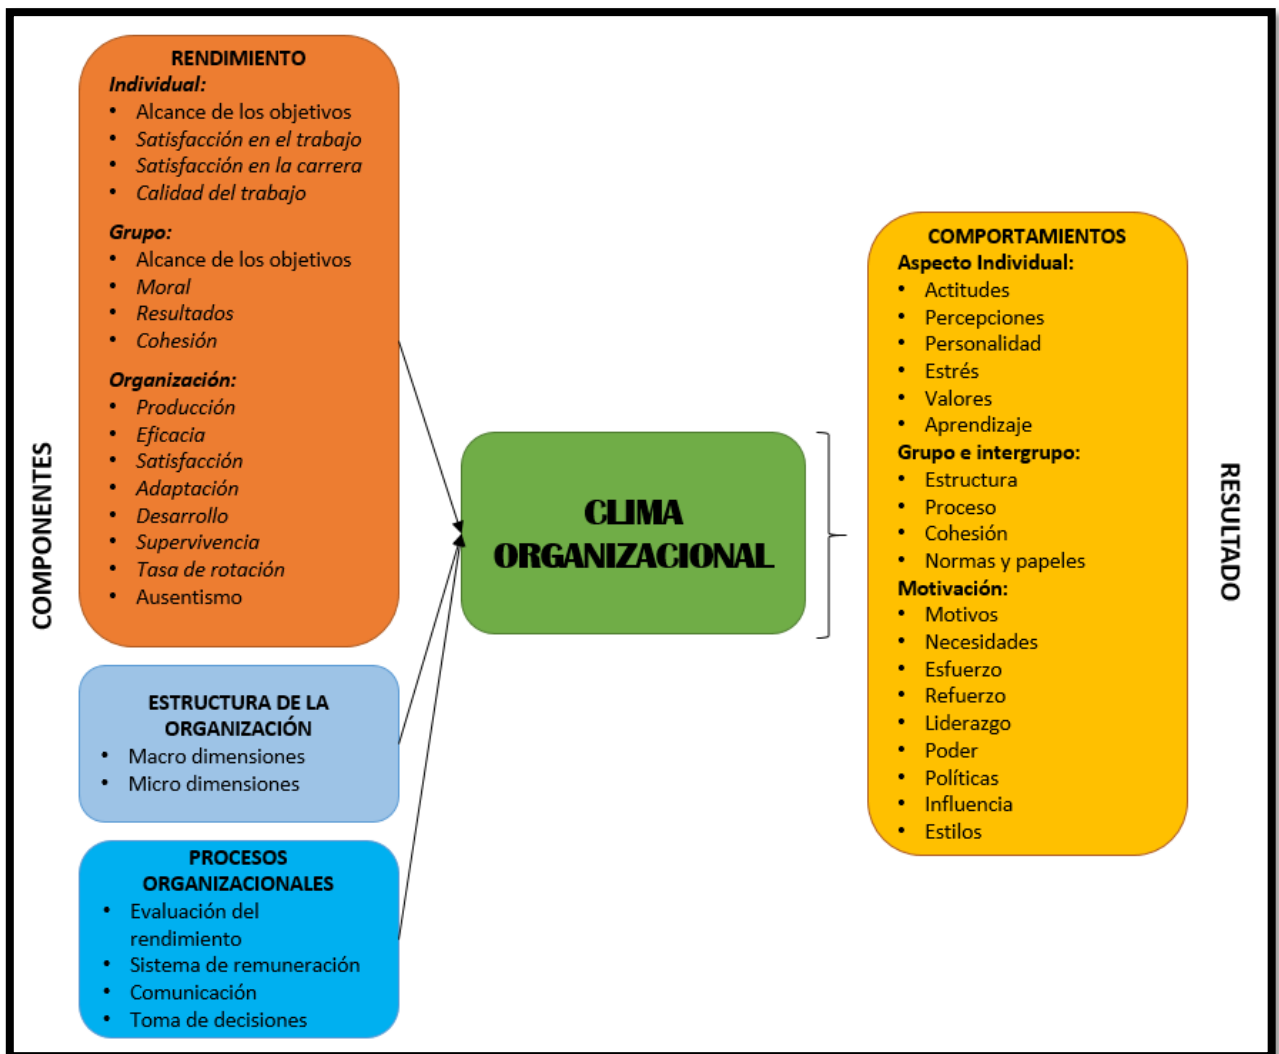 COMPONENTES
RENDIMIENTO
Individual:
• Alcance de los objetivos
• Satisfacción en el trabajo
• Satisfacción en la carrera
• Calidad del trabajo
Grupo:
• Alcance de los objetivos
• Moral
• Resultados
• Cohesión
Organización:
• Producción
• Eficacia
• Satisfacción
• Adaptación
• Desarrollo
• Supervivencia
• Tasa de rotación
• Ausentismo
ESTRUCTURA DE LA
ORGANIZACIÓN
• Macro dimensiones
• Micro dimensiones
PROCESOS
ORGANIZACIONALES
• Evaluación del
rendimiento
• Sistema de remuneración
• Comunicación
• Toma de decisiones
CLIMA
ORGANIZACIONAL
COMPORTAMIENTOS
Aspecto Individual:
• Actitudes
• Percepciones
• Personalidad
• Estrés
• Valores
• Aprendizaje
Grupo e intergrupo:
• Estructura
• Proceso
• Cohesión
• Normas y papeles
Motivación:
• Motivos
• Necesidades
• Esfuerzo
• Refuerzo
• Liderazgo
• Poder
• Políticas
• Influencia
• Estilos
RESULTADO